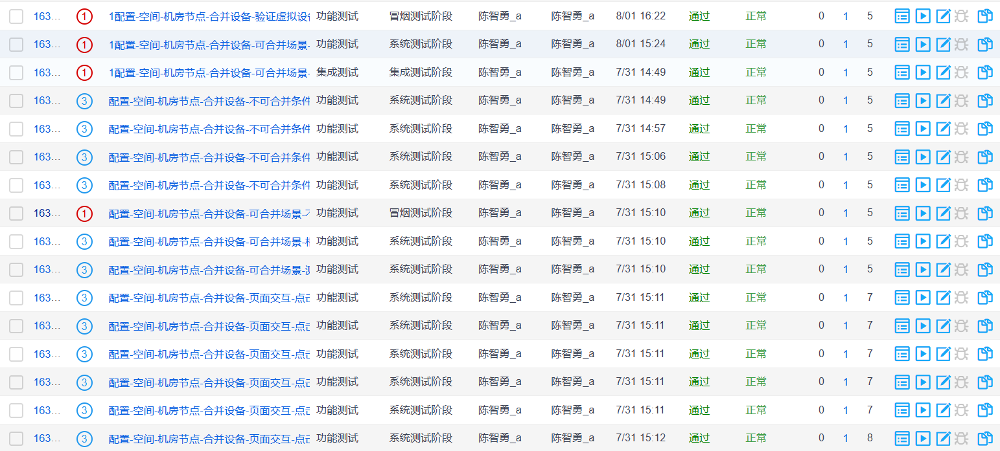 163... 1 1配置-空间-机房节点-合并设备-验证虚拟设 功能测试 冒烟测试阶段 陈智勇_a 陈智勇_a 8/01 16:22 通过 正常 0 1 5
163... 1 1配置-空间-机房节点-合并设备-可合并场景- 功能测试 系统测试阶段 陈智勇_a 陈智勇_a 8/01 15:24 通过 正常 0 1 5
163... 1 1配置-空间-机房节点-合并设备-可合并场景- 集成测试 集成测试阶段 陈智勇_a 陈智勇_a 7/31 14:49 通过 正常 0 1 5
163... 3 配置-空间-机房节点-合并设备-不可合并条件 功能测试 系统测试阶段 陈智勇_a 陈智勇_a 7/31 14:49 通过 正常 0 1 5
163... 3 配置-空间-机房节点-合并设备-不可合并条件 功能测试 系统测试阶段 陈智勇_a 陈智勇_a 7/31 14:57 通过 正常 0 1 5
163... 3 配置-空间-机房节点-合并设备-不可合并条件 功能测试 系统测试阶段 陈智勇_a 陈智勇_a 7/31 15:06 通过 正常 0 1 5
163... 3 配置-空间-机房节点-合并设备-不可合并条件 功能测试 系统测试阶段 陈智勇_a 陈智勇_a 7/31 15:08 通过 正常 0 1 5
163... 1 配置-空间-机房节点-合并设备-可合并场景- 功能测试 冒烟测试阶段 陈智勇_a 陈智勇_a 7/31 15:10 通过 正常 0 1 5
163... 3 配置-空间-机房节点-合并设备-可合并场景- 功能测试 系统测试阶段 陈智勇_a 陈智勇_a 7/31 15:10 通过 正常 0 1 5
163... 3 配置-空间-机房节点-合并设备-可合并场景- 功能测试 系统测试阶段 陈智勇_a 陈智勇_a 7/31 15:10 通过 正常 0 1 5
163... 3 配置-空间-机房节点-合并设备-页面交互-点击 功能测试 系统测试阶段 陈智勇_a 陈智勇_a 7/31 15:11 通过 正常 0 1 7
163... 3 配置-空间-机房节点-合并设备-页面交互-点击 功能测试 系统测试阶段 陈智勇_a 陈智勇_a 7/31 15:11 通过 正常 0 1 7
163... 3 配置-空间-机房节点-合并设备-页面交互-点击 功能测试 系统测试阶段 陈智勇_a 陈智勇_a 7/31 15:11 通过 正常 0 1 7
163... 3 配置-空间-机房节点-合并设备-页面交互-点击 功能测试 系统测试阶段 陈智勇_a 陈智勇_a 7/31 15:11 通过 正常 0 1 7
163... 3 配置-空间-机房节点-合并设备-页面交互-点击 功能测试 系统测试阶段 陈智勇_a 陈智勇_a 7/31 15:11 通过 正常 0 1 7
163... 3 配置-空间-机房节点-合并设备-页面交互-点击 功能测试 系统测试阶段 陈智勇_a 陈智勇_a 7/31 15:12 通过 正常 0 1 8